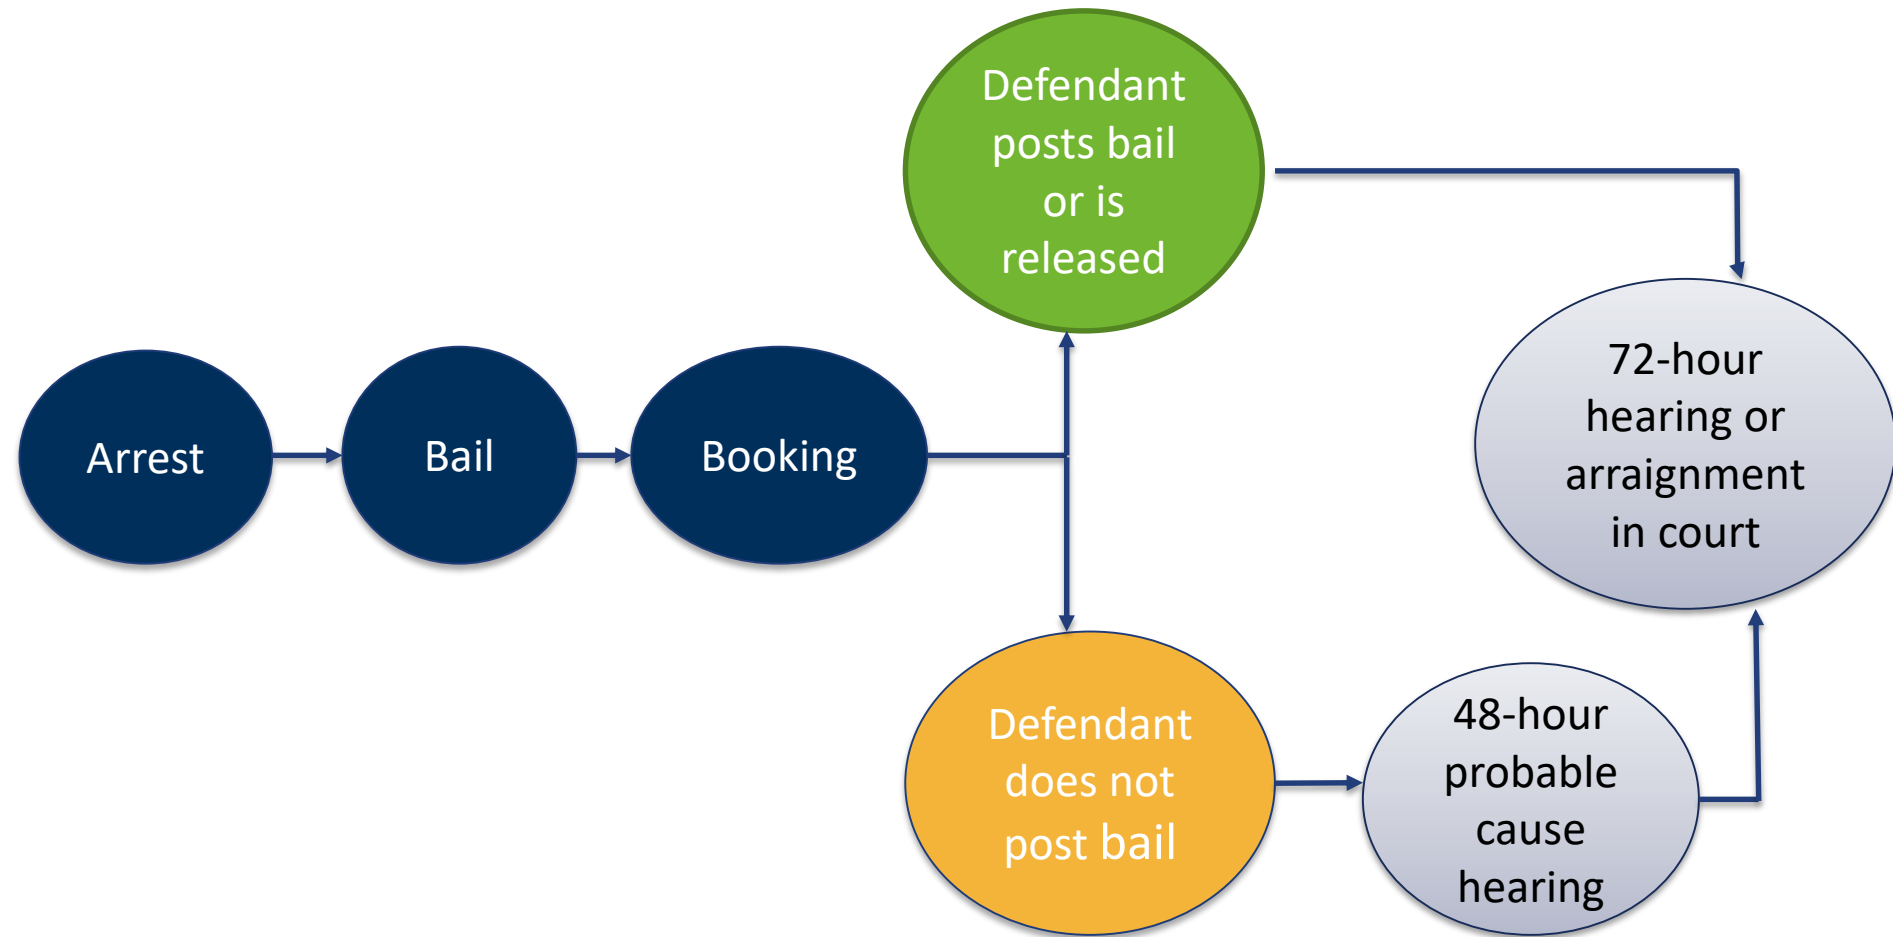 Arrest
Bail
Booking
Defendant
posts bail
or is
released
Defendant
does not
post bail
48-hour
probable
cause
hearing
72-hour
hearing or
arraignment
in court